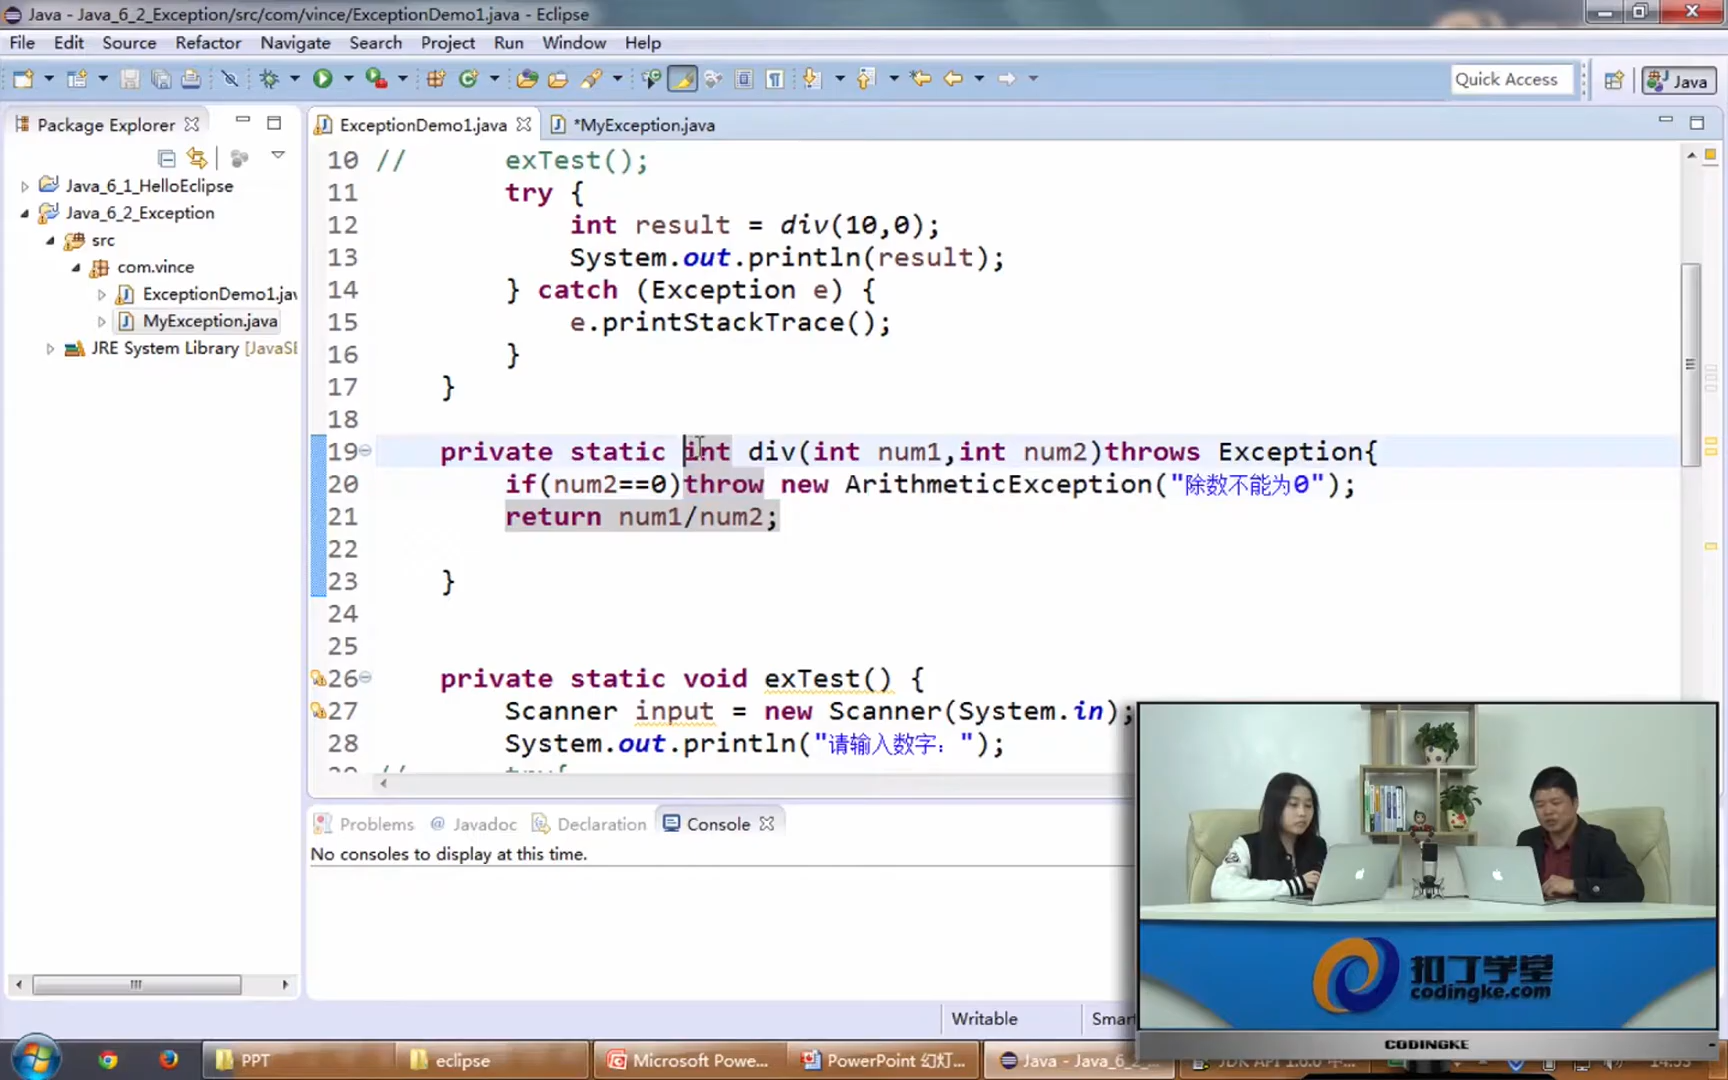 Java - Java_6_2_Exception/src/com/vince/ExceptionDemo1.java - Eclipse
File Edit Source Refactor Navigate Search Project Run Window Help
Quick Access
Java
Package Explorer
ExceptionDemo1.java
*MyException.java
Java_6_1_HelloEclipse
Java_6_2_Exception
src
com.vince
ExceptionDemo1.jav
MyException.java
JRE System Library [JavaSE
10 // exTest();
11 try {
12 int result = div(10,0);
13 System.out.println(result);
14 } catch (Exception e) {
15 e.printStackTrace();
16 }
17 }
18
19 private static int div(int num1,int num2)throws Exception{
20 if(num2==0)throw new ArithmeticException("除数不能为0");
21 return num1/num2;
22
23 }
24
25
26 private static void exTest() {
27 Scanner input = new Scanner(System.in);
28 System.out.println("请输入数字：");
// try{
Problems @ Javadoc Declaration Console
No consoles to display at this time.
Writable Smar
扣丁学堂
codingke.com
CODINGKE
PPT
eclipse
Microsoft Powe...
PowerPoint 幻灯...
Java - Java_6_2_...